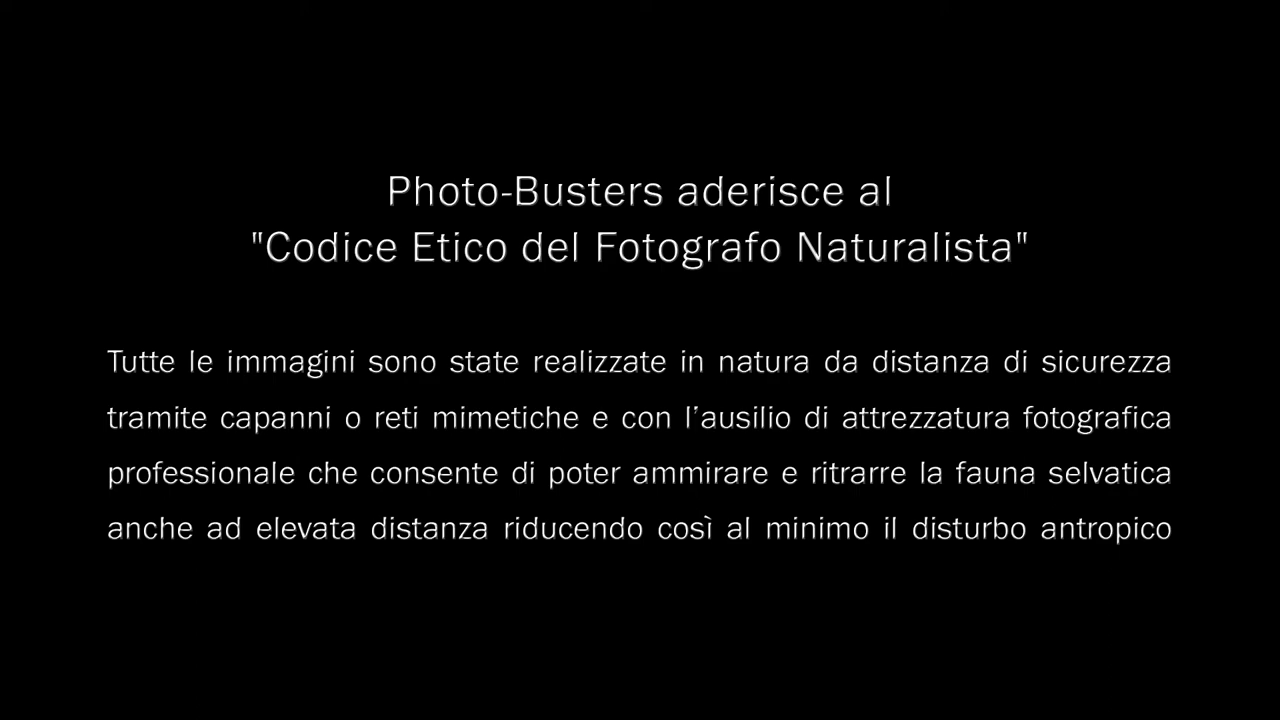 Photo-Busters aderisce al
"Codice Etico del Fotografo Naturalista"
Tutte le immagini sono state realizzate in natura da distanza di sicurezza
tramite capanni o reti mimetiche e con l’ausilio di attrezzatura fotografica
professionale che consente di poter ammirare e ritrarre la fauna selvatica
anche ad elevata distanza riducendo così al minimo il disturbo antropico